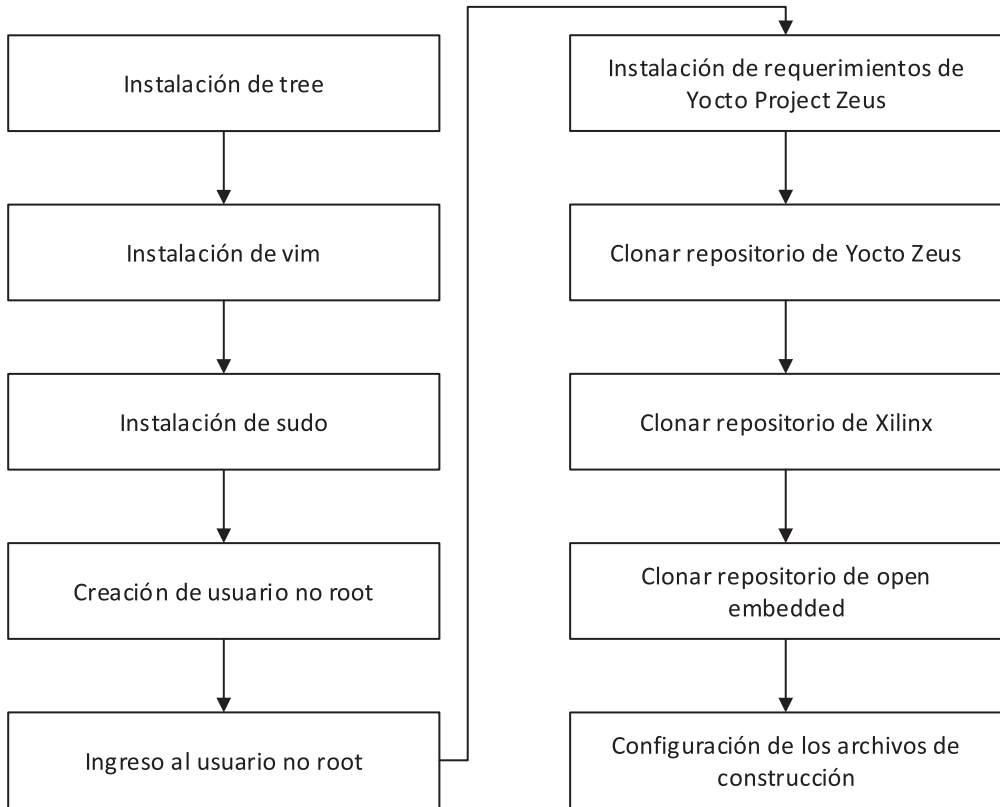 Instalación de tree
Instalación de vim
Instalación de sudo
Creación de usuario no root
Ingreso al usuario no root
Instalación de requerimientos de
Yocto Project Zeus
Clonar repositorio de Yocto Zeus
Clonar repositorio de Xilinx
Clonar repositorio de open
embedded
Configuración de los archivos de
construcción